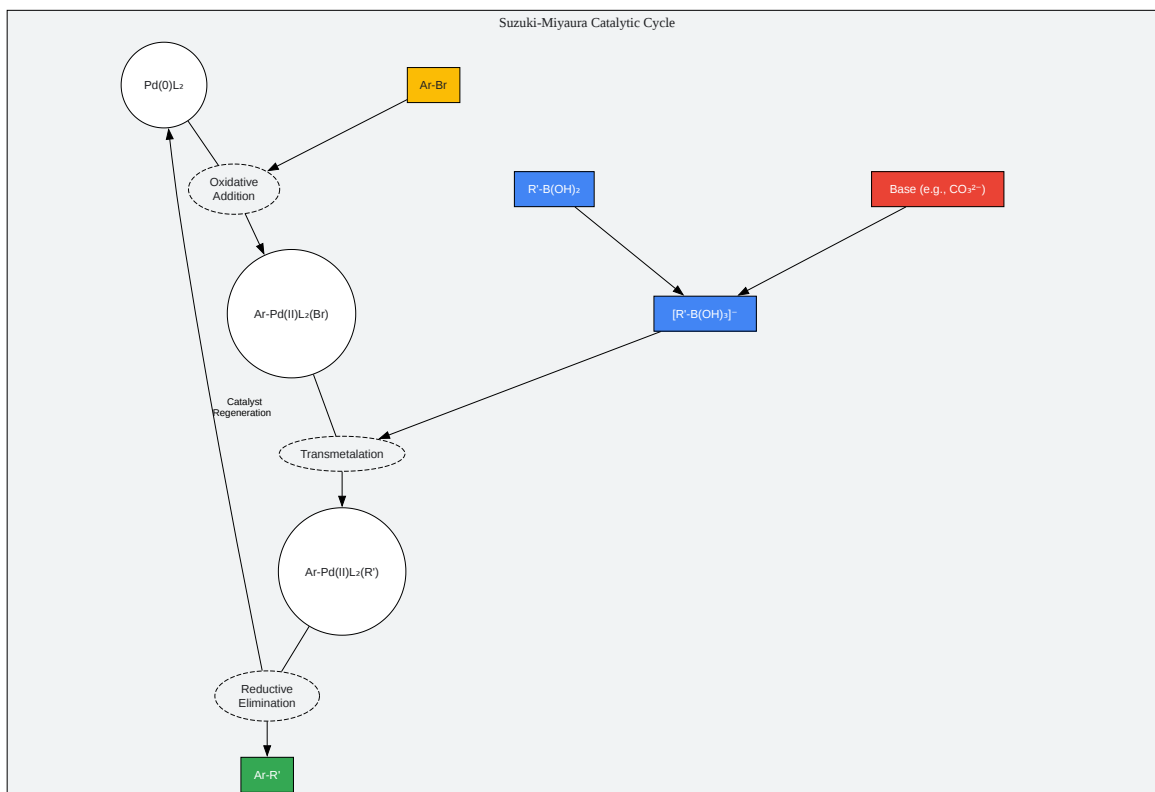 Suzuki-Miyaura Catalytic Cycle
Pd(0)L₂
Ar-Br
Oxidative
Addition
R'-B(OH)₂
Base (e.g., CO₃²⁻)
Ar-Pd(II)L₂(Br)
[R'-B(OH)₃]⁻
Catalyst
Regeneration
Transmetalation
Ar-Pd(II)L₂(R')
Reductive
Elimination
Ar-R'